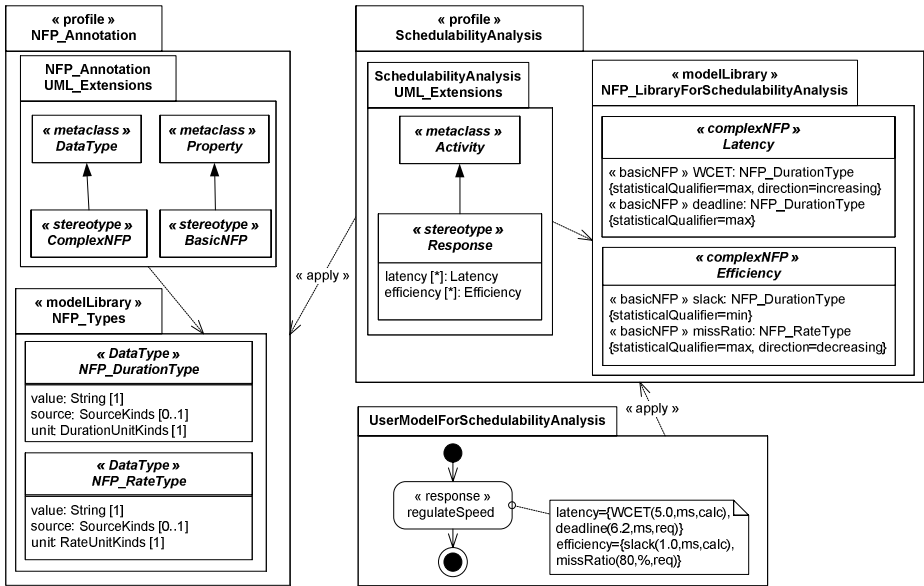 « profile »
NFP_Annotation
NFP_Annotation
UML_Extensions
« metaclass »
DataType
« metaclass »
Property
« stereotype »
ComplexNFP
« stereotype »
BasicNFP
« modelLibrary »
NFP_Types
« DataType »
NFP_DurationType
value: String [1]
source: SourceKinds [0..1]
unit: DurationUnitKinds [1]
« DataType »
NFP_RateType
value: String [1]
source: SourceKinds [0..1]
unit: RateUnitKinds [1]
« apply »
« profile »
SchedulabilityAnalysis
SchedulabilityAnalysis
UML_Extensions
« metaclass »
Activity
« stereotype »
Response
latency [*]: Latency
efficiency [*]: Efficiency
« modelLibrary »
NFP_LibraryForSchedulabilityAnalysis
« complexNFP »
Latency
« basicNFP » WCET: NFP_DurationType
{statisticalQualifier=max, direction=increasing}
« basicNFP » deadline: NFP_DurationType
{statisticalQualifier=max}
« complexNFP »
Efficiency
« basicNFP » slack: NFP_DurationType
{statisticalQualifier=min}
« basicNFP » missRatio: NFP_RateType
{statisticalQualifier=max, direction=decreasing}
« apply »
UserModelForSchedulabilityAnalysis
« response »
regulateSpeed
latency={WCET(5.0,ms,calc),
deadline(6.2,ms,req)}
efficiency={slack(1.0,ms,calc),
missRatio(80,%,req)}